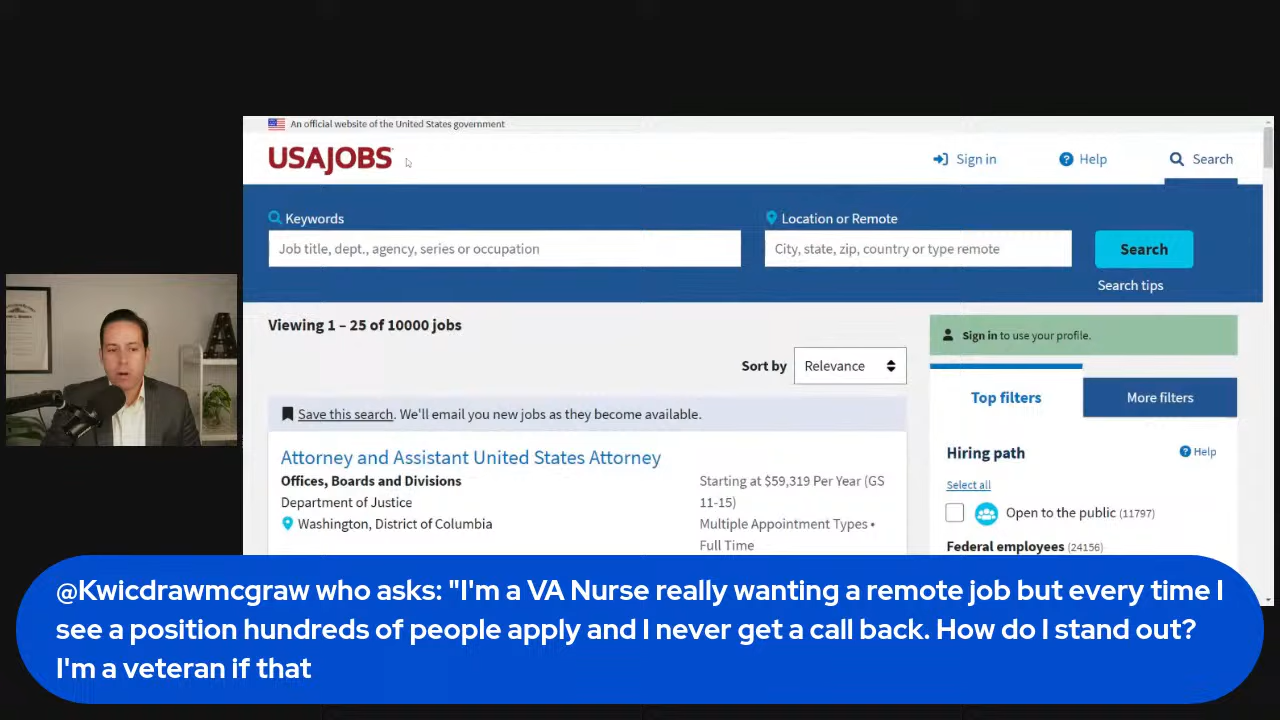 An official website of the United States government
USAJOBS
Sign in
Help
Search
Keywords
Location or Remote
Job title, dept., agency, series or occupation
City, state, zip, country or type remote
Search
Search tips
Viewing 1 – 25 of 10000 jobs
Sign in to use your profile.
Sort by
Relevance
Top filters
More filters
Save this search. We'll email you new jobs as they become available.
Hiring path
Help
Select all
Attorney and Assistant United States Attorney
Offices, Boards and Divisions
Department of Justice
Washington, District of Columbia
Starting at $59,319 Per Year (GS
11-15)
Multiple Appointment Types •
Full Time
Open to the public (11797)
Federal employees (24156)
@Kwicdrawmcgraw who asks: "I'm a VA Nurse really wanting a remote job but every time I
see a position hundreds of people apply and I never get a call back. How do I stand out?
I'm a veteran if that